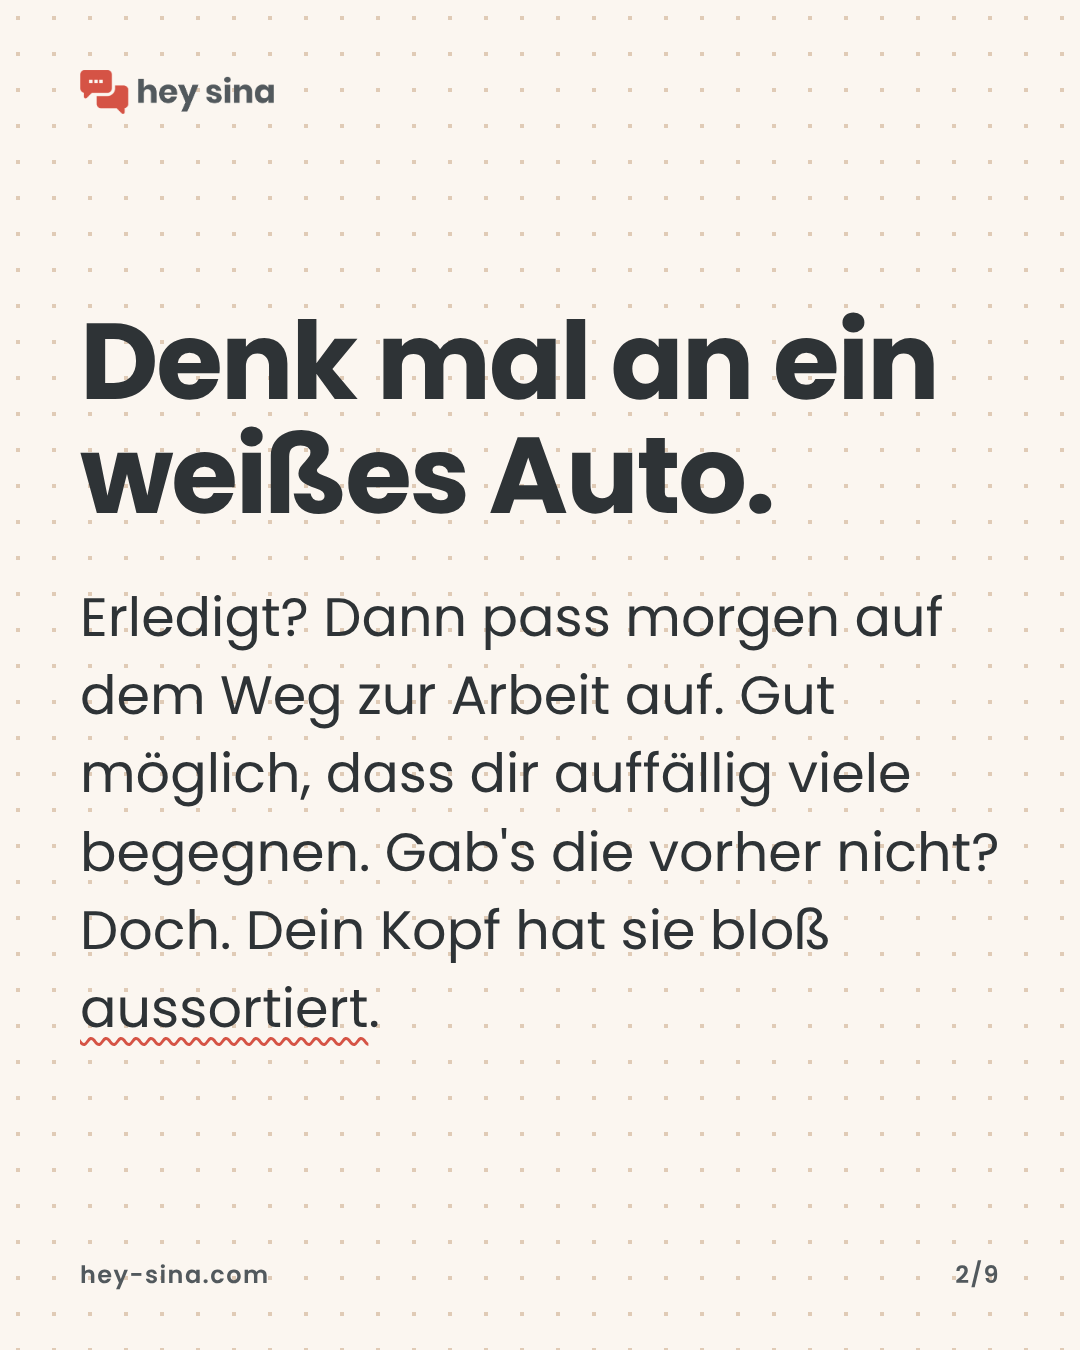 hey sina
Denk mal an ein
weißes Auto.
Erledigt? Dann pass morgen auf
dem Weg zur Arbeit auf. Gut
möglich, dass dir auffällig viele
begegnen. Gab's die vorher nicht?
Doch. Dein Kopf hat sie bloß
aussortiert.
hey-sina.com
2/9